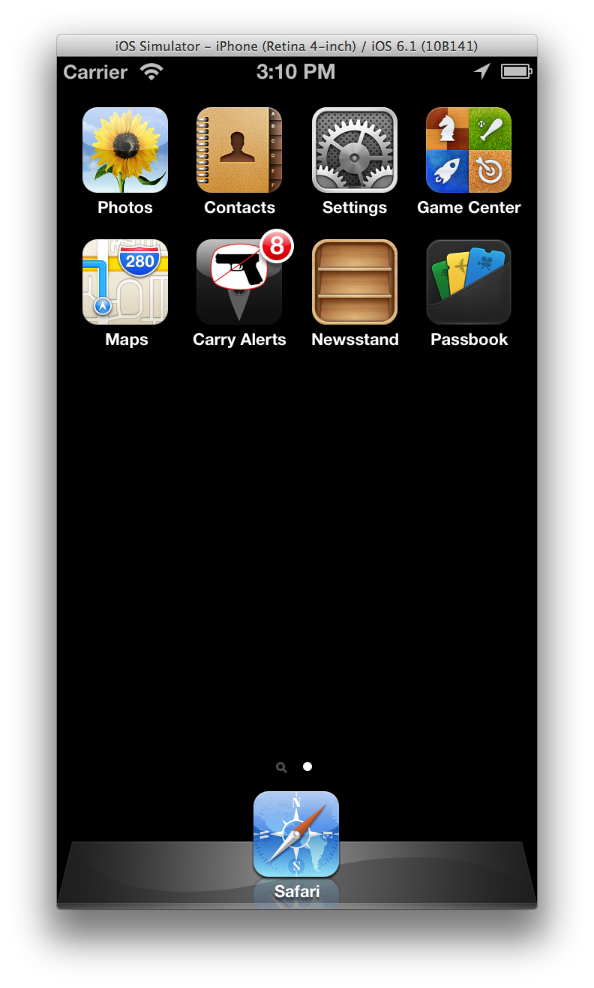 iOS Simulator – iPhone (Retina 4-inch) / iOS 6.1 (10B141)
Carrier 3:10 PM
Photos Contacts Settings Game Center
280 8
Maps Carry Alerts Newsstand Passbook
N
S
Safari